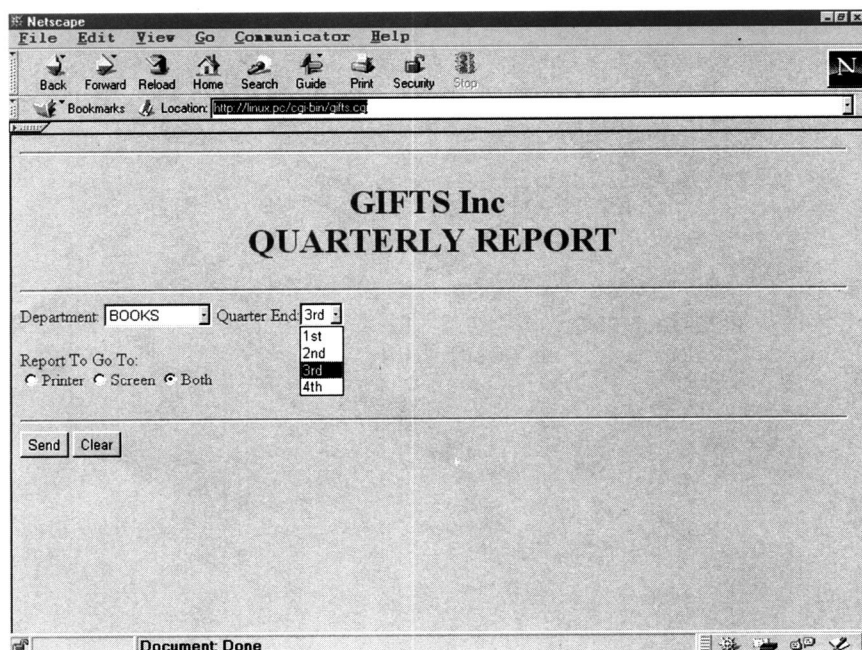 Netscape
File Edit View Go Communicator Help
Back Forward Reload Home Search Guide Print Security Stop
N
Bookmarks Location: http://linux.pc/cgi-bin/gifts.cg
GIFTS Inc
QUARTERLY REPORT
Department: BOOKS Quarter End: 3rd
1st
2nd
3rd
4th
Report To Go To:
Printer Screen Both
Send Clear
Document: Done